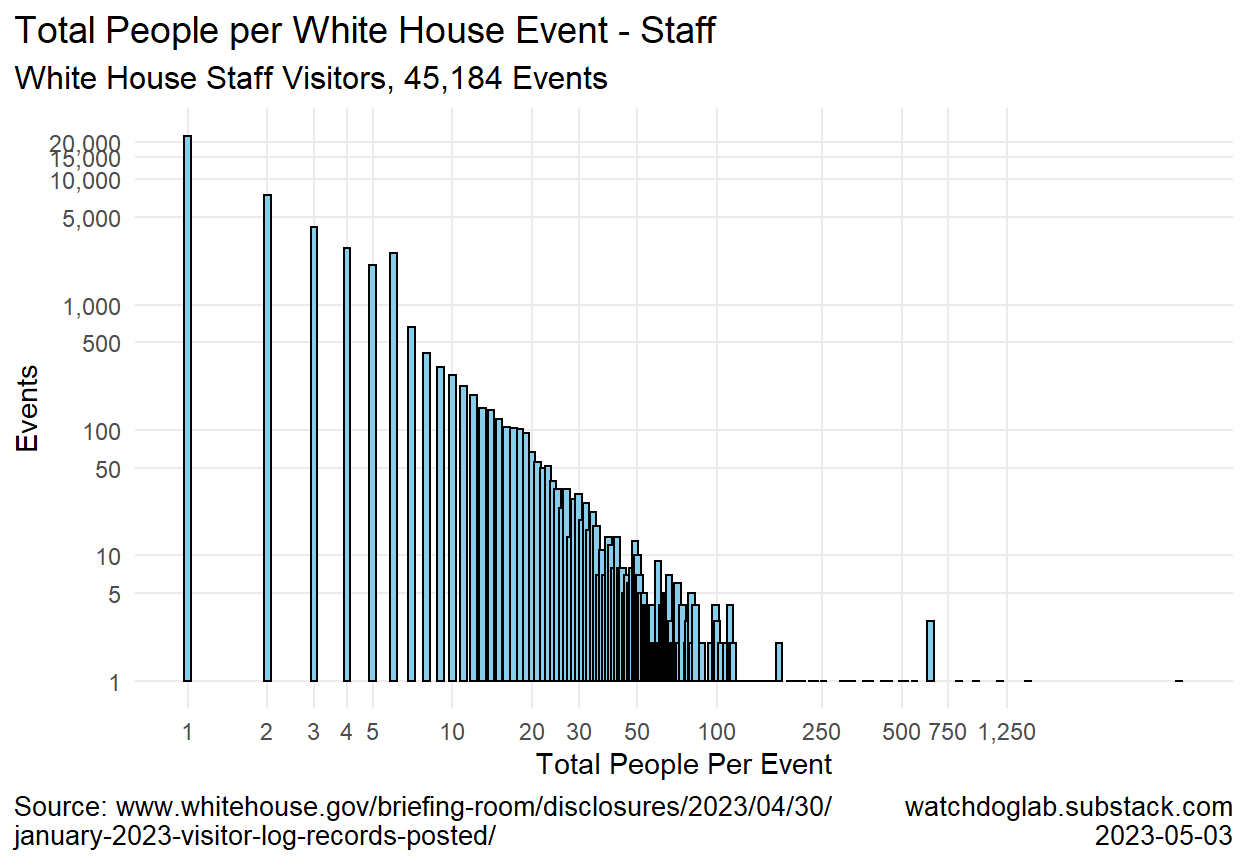 Total People per White House Event - Staff
White House Staff Visitors, 45,184 Events
20,000
15,000
10,000
5,000
1,000
500
100
50
10
5
1
Events
1 2 3 4 5 10 20 30 50 100 250 500 750 1,250
Total People Per Event
Source: www.whitehouse.gov/briefing-room/disclosures/2023/04/30/
january-2023-visitor-log-records-posted/
watchdoglab.substack.com
2023-05-03